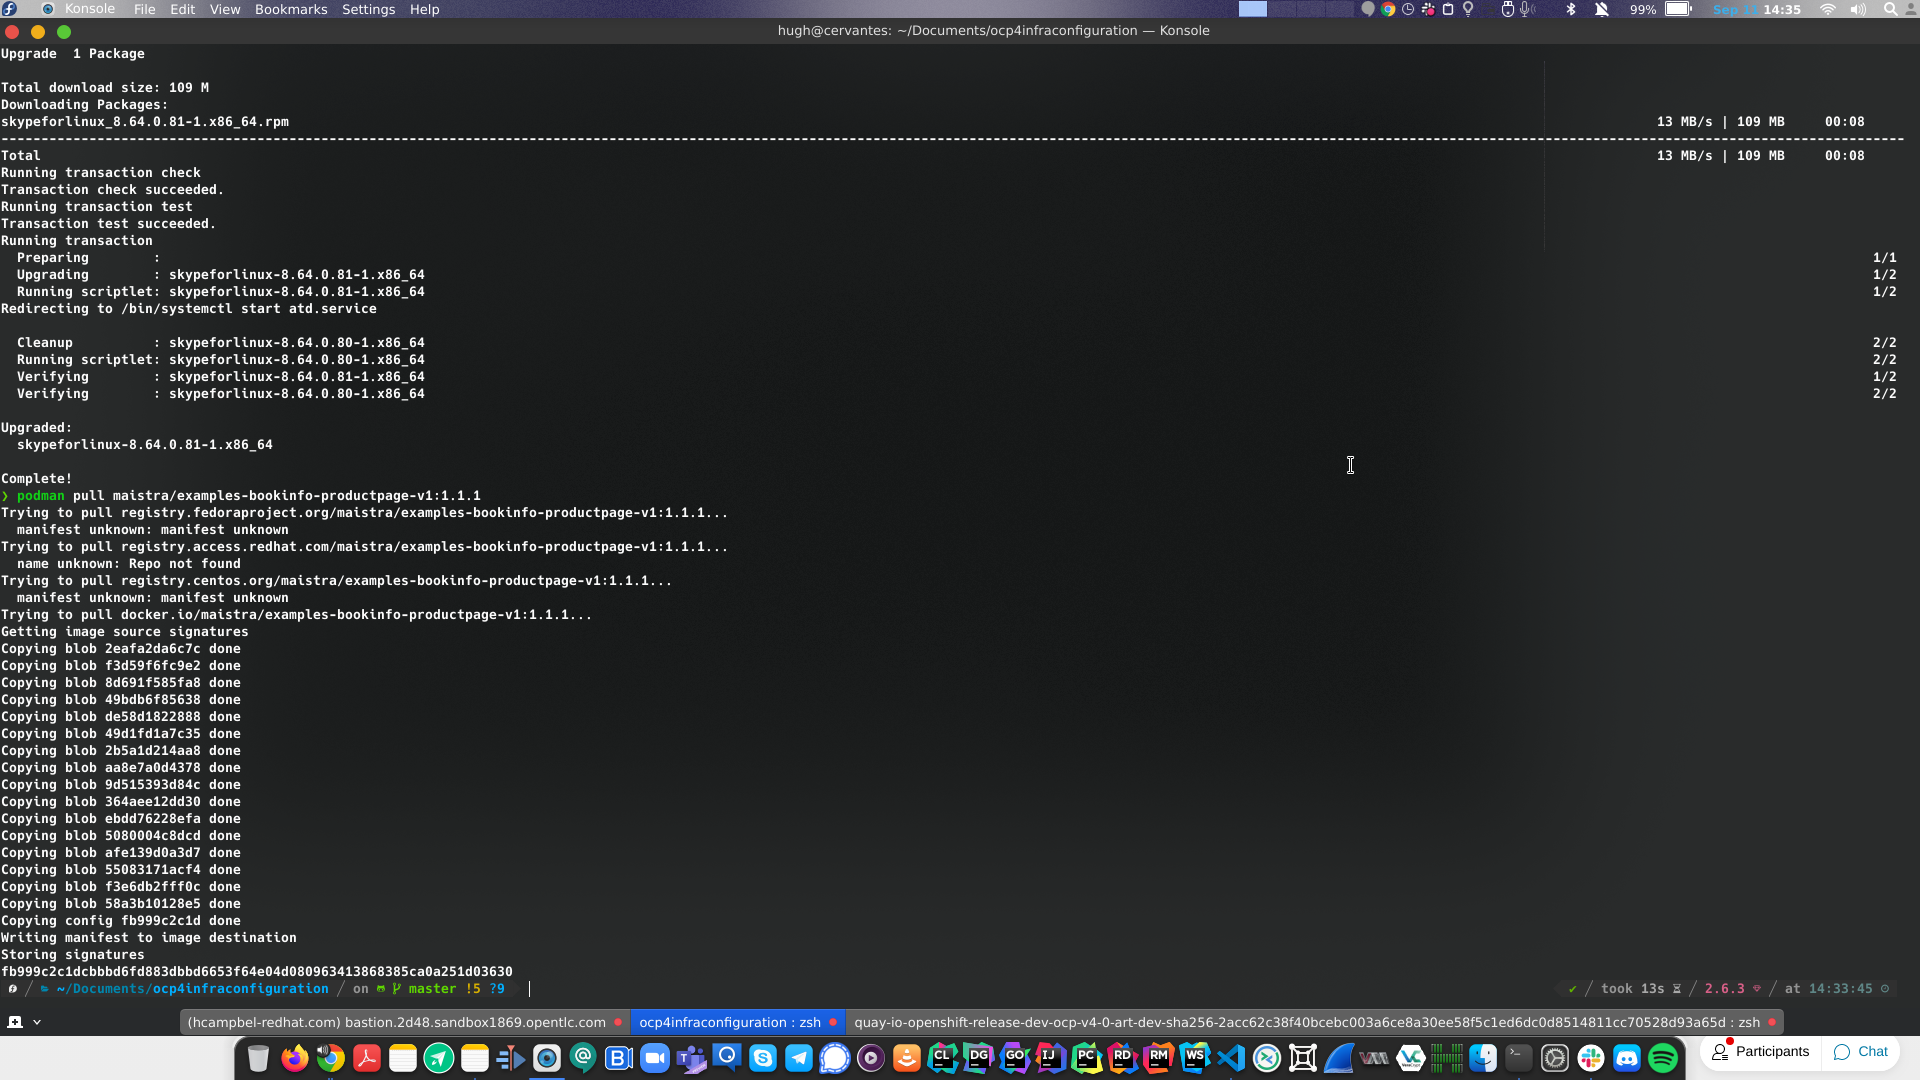 Konsole File Edit View Bookmarks Settings Help 99% Sep 11 14:35
hugh@cervantes: ~/Documents/ocp4infraconfiguration — Konsole
Upgrade  1 Package
Total download size: 109 M
Downloading Packages:
skypeforlinux_8.64.0.81-1.x86_64.rpm 13 MB/s | 109 MB 00:08
Total 13 MB/s | 109 MB 00:08
Running transaction check
Transaction check succeeded.
Running transaction test
Transaction test succeeded.
Running transaction
Preparing : 1/1
Upgrading : skypeforlinux-8.64.0.81-1.x86_64 1/2
Running scriptlet: skypeforlinux-8.64.0.81-1.x86_64 1/2
Redirecting to /bin/systemctl start atd.service
Cleanup : skypeforlinux-8.64.0.80-1.x86_64 2/2
Running scriptlet: skypeforlinux-8.64.0.80-1.x86_64 2/2
Verifying : skypeforlinux-8.64.0.81-1.x86_64 1/2
Verifying : skypeforlinux-8.64.0.80-1.x86_64 2/2
Upgraded:
skypeforlinux-8.64.0.81-1.x86_64
Complete!
❯ podman pull maistra/examples-bookinfo-productpage-v1:1.1.1
Trying to pull registry.fedoraproject.org/maistra/examples-bookinfo-productpage-v1:1.1.1...
manifest unknown: manifest unknown
Trying to pull registry.access.redhat.com/maistra/examples-bookinfo-productpage-v1:1.1.1...
name unknown: Repo not found
Trying to pull registry.centos.org/maistra/examples-bookinfo-productpage-v1:1.1.1...
manifest unknown: manifest unknown
Trying to pull docker.io/maistra/examples-bookinfo-productpage-v1:1.1.1...
Getting image source signatures
Copying blob 2eafa2da6c7c done
Copying blob f3d59f6fc9e2 done
Copying blob 8d691f585fa8 done
Copying blob 49bdb6f85638 done
Copying blob de58d1822888 done
Copying blob 49d1fd1a7c35 done
Copying blob 2b5a1d214aa8 done
Copying blob aa8e7a0d4378 done
Copying blob 9d515393d84c done
Copying blob 364aee12dd30 done
Copying blob ebdd76228efa done
Copying blob 5080004c8dcd done
Copying blob afe139d0a3d7 done
Copying blob 55083171acf4 done
Copying blob f3e6db2fff0c done
Copying blob 58a3b10128e5 done
Copying config fb999c2c1d done
Writing manifest to image destination
Storing signatures
fb999c2c1dcbbbd6fd883dbbd6653f64e04d080963413868385ca0a251d03630
~/Documents/ocp4infraconfiguration / on master !5 ?9 ✔ / took 13s / 2.6.3 / at 14:33:45
(hcampbel-redhat.com) bastion.2d48.sandbox1869.opentlc.com ocp4infraconfiguration : zsh quay-io-openshift-release-dev-ocp-v4-0-art-dev-sha256-2acc62c38f40bcebc003a6ce8a30ee58f5c1ed6dc0d8514811cc70528d93a65d : zsh
CL DG GO IJ PC RD RM WS Participants Chat